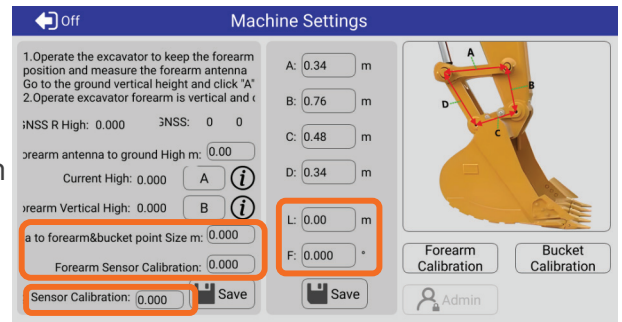 Off
Machine Settings
1.Operate the excavator to keep the forearm
position and measure the forearm antenna
Go to the ground vertical height and click "A"
2.Operate excavator forearm is vertical and
R High: 0.000 GNSS: 0 0
forearm antenna to ground High m: 0.00
Current High: 0.000 A i
forearm Vertical High: 0.000 B i
a to forearm&bucket point Size m: 0.000
Forearm Sensor Calibration: 0.000
Sensor Calibration: 0.000 Save
A: 0.34 m
B: 0.76 m
C: 0.48 m
D: 0.34 m
L: 0.00 m
F: 0.000 °
Save
A
B
D
C
Forearm Calibration
Bucket Calibration
Admin